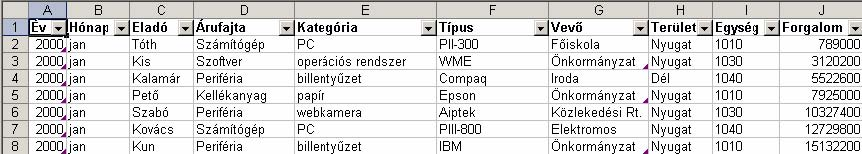 A B C D E F G H I J
1 Év Hónap Eladó Árufajta Kategória Típus Vevő Terület Egység Forgalom
2 2000 jan Tóth Számítógép PC PII-300 Főiskola Nyugat 1010 789000
3 2000 jan Kis Szoftver operációs rendszer WME Önkormányzat Nyugat 1030 3120200
4 2000 jan Kalamár Periféria billentyűzet Compaq Iroda Dél 1040 5522600
5 2000 jan Pető Kellékanyag papír Epson Önkormányzat Nyugat 1010 7925000
6 2000 jan Szabó Periféria webkamera Aiptek Közlekedési Rt. Nyugat 1030 10327400
7 2000 jan Kovács Számítógép PC PIII-800 Elektromos Nyugat 1040 12729800
8 2000 jan Kun Periféria billentyűzet IBM Önkormányzat Nyugat 1010 15132200